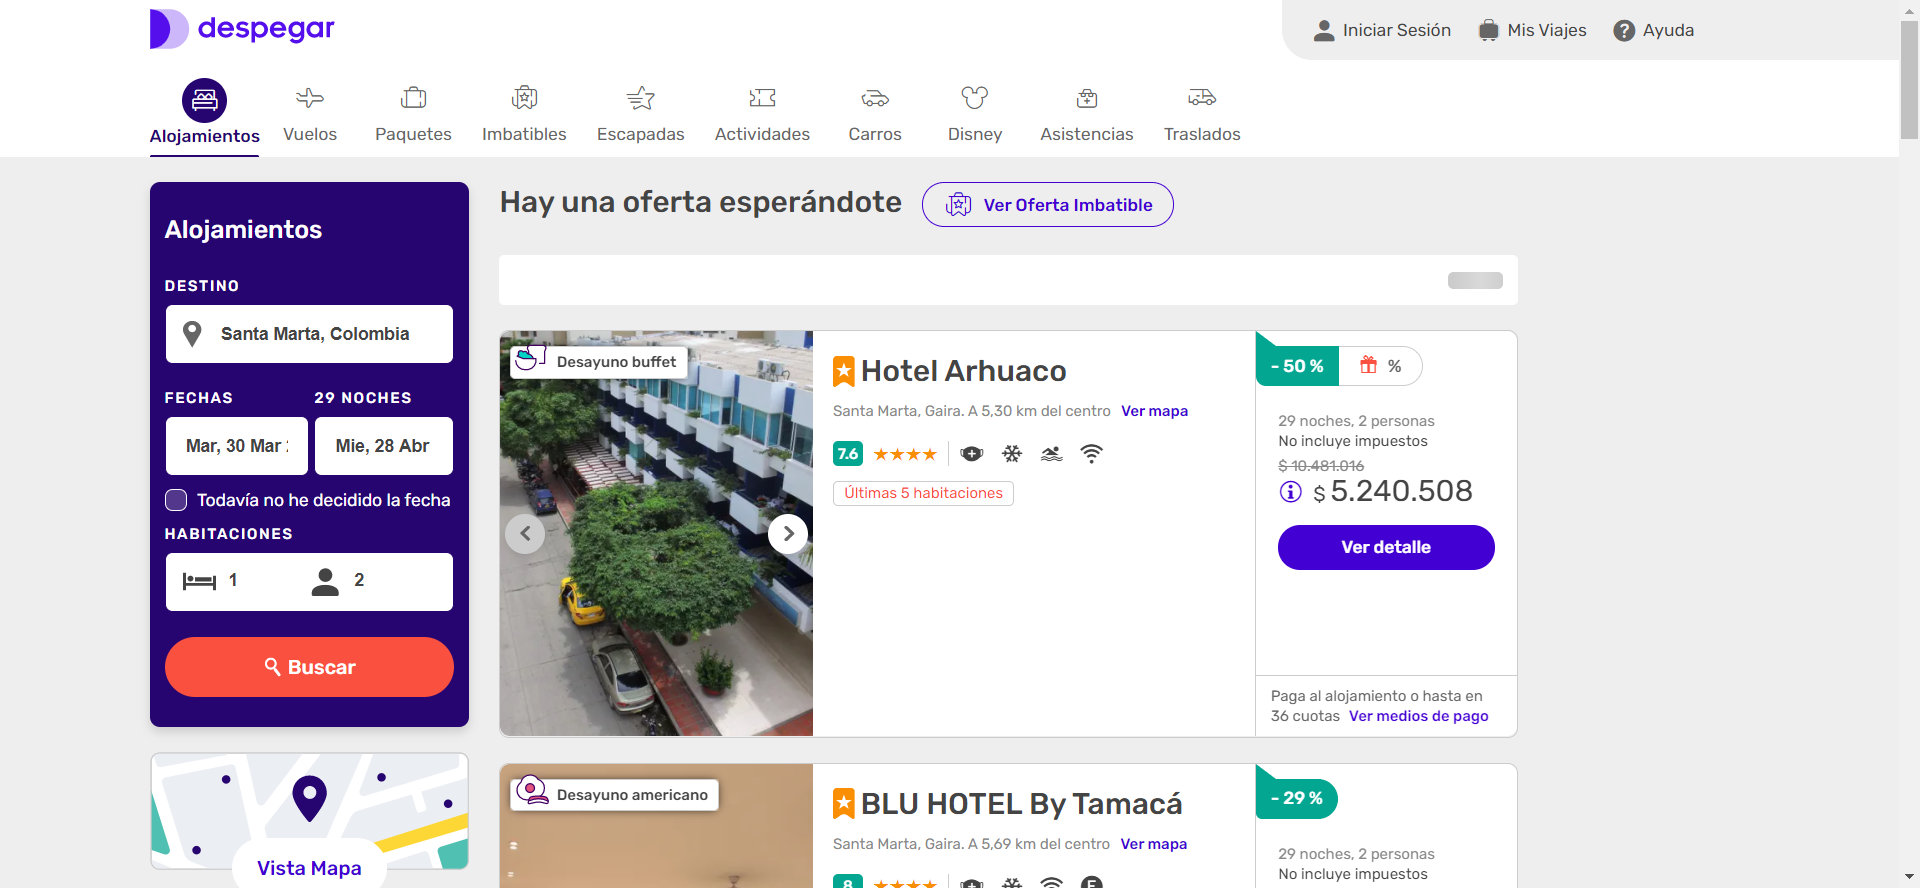 despegar
Iniciar Sesión
Mis Viajes
Ayuda
Alojamientos
Vuelos
Paquetes
Imbatibles
Escapadas
Actividades
Carros
Disney
Asistencias
Traslados
Alojamientos
DESTINO
Santa Marta, Colombia
FECHAS
29 NOCHES
Mar, 30 Mar
Mie, 28 Abr
Todavía no he decidido la fecha
HABITACIONES
1
2
Buscar
Vista Mapa
Hay una oferta esperándote
Ver Oferta Imbatible
Desayuno buffet
Hotel Arhuaco
Santa Marta, Gaira. A 5,30 km del centro Ver mapa
7.6
Últimas 5 habitaciones
- 50 %
%
29 noches, 2 personas
No incluye impuestos
$ 10.481.016
$ 5.240.508
Ver detalle
Paga al alojamiento o hasta en
36 cuotas Ver medios de pago
Desayuno americano
BLU HOTEL By Tamacá
Santa Marta, Gaira. A 5,69 km del centro Ver mapa
8
- 29 %
29 noches, 2 personas
No incluye impuestos